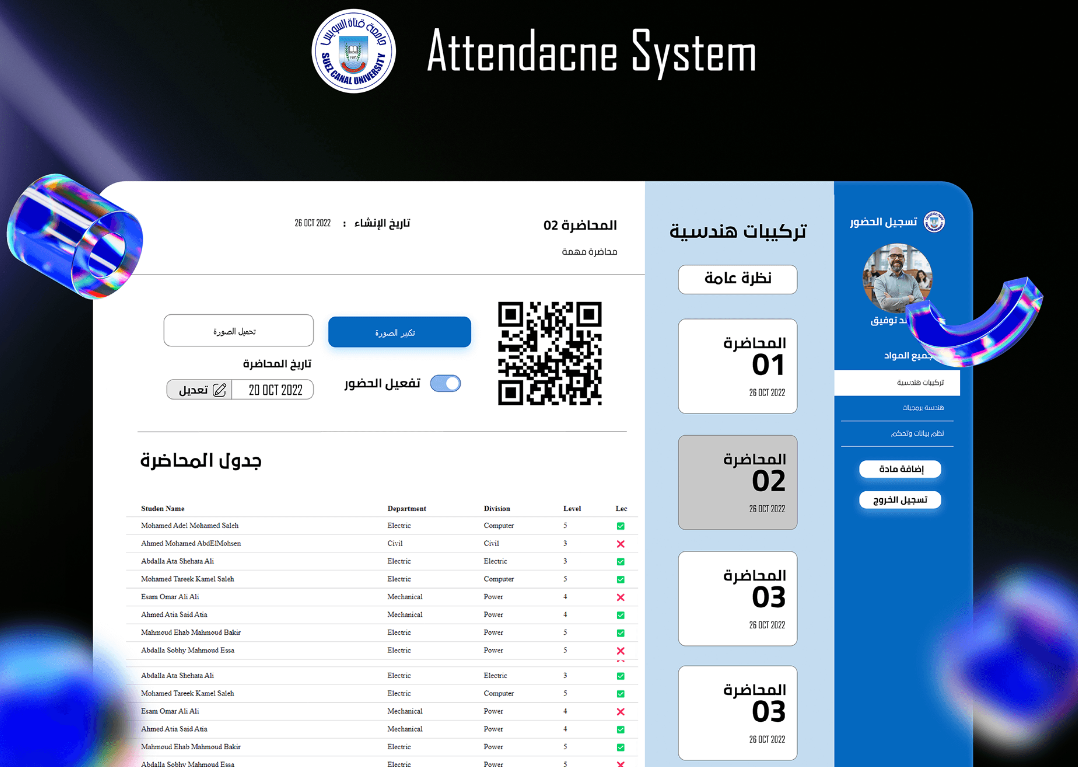 جامعة قناة السويس
SUEZ CANAL UNIVERSITY
Attendacne System
تسجيل الحضور
توفيق
جميع المواد
تركيبات هندسية
هندسة برمجيات
نظم بيانات وتحكم
إضافة مادة
تسجيل الخروج
تركيبات هندسية
نظرة عامة
المحاضرة
01
26 OCT 2022
المحاضرة
02
26 OCT 2022
المحاضرة
03
26 OCT 2022
المحاضرة
03
26 OCT 2022
المحاضرة 02
محاضرة مهمة
تاريخ الإنشاء : 26 OCT 2022
تكبير الصورة
تحميل الصورة
تفعيل الحضور
تاريخ المحاضرة
20 OCT 2022 تعديل
جدول المحاضرة
Studen Name Department Division Level Lec
Mohamed Adel Mohamed Saleh Electric Computer 5
Ahmed Mohamed AbdElMohsen Civil Civil 3
Abdalla Ata Shehata Ali Electric Electric 3
Mohamed Tareek Kamel Saleh Electric Computer 5
Esam Omar Ali Ali Mechanical Power 4
Ahmed Atia Said Atia Mechanical Power 4
Mahmoud Ehab Mahmoud Bakir Electric Power 5
Abdalla Sobhy Mahmoud Essa Electric Power 5
Abdalla Ata Shehata Ali Electric Electric 3
Mohamed Tareek Kamel Saleh Electric Computer 5
Esam Omar Ali Ali Mechanical Power 4
Ahmed Atia Said Atia Mechanical Power 4
Mahmoud Ehab Mahmoud Bakir Electric Power 5
Abdalla Sobhy Mahmoud Essa Electric Power 5